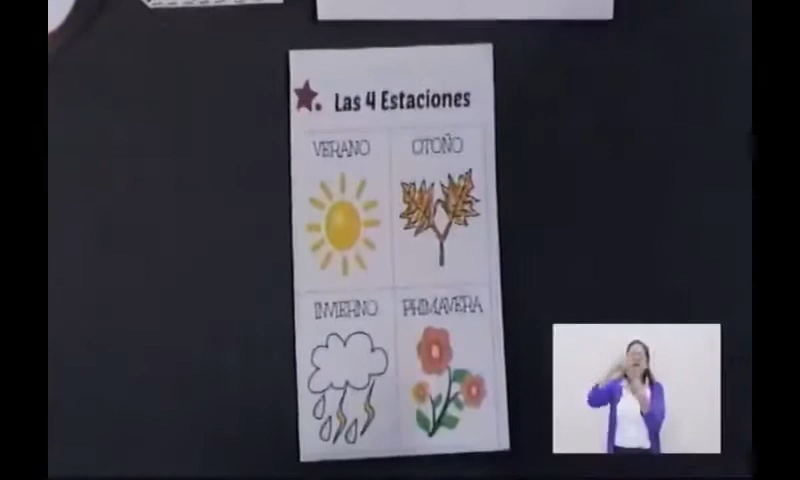 Las 4 Estaciones
VERANO
OTOÑO
INVIERNO
PRIMAVERA